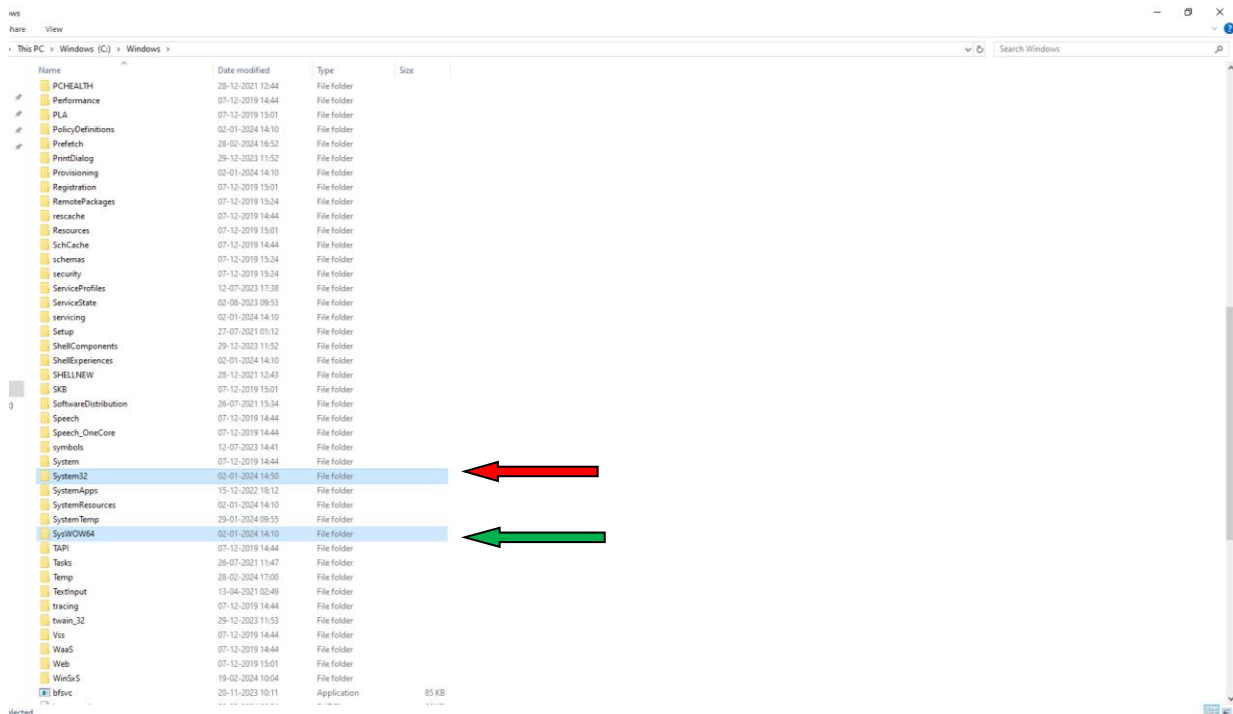 ows
hare View
This PC > Windows (C:) > Windows > Search Windows
Name Date modified Type Size
PCHEALTH 28-12-2021 12:44 File folder
Performance 07-12-2019 14:44 File folder
PLA 07-12-2019 15:01 File folder
PolicyDefinitions 02-01-2024 14:10 File folder
Prefetch 28-02-2024 16:52 File folder
PrintDialog 29-12-2023 11:52 File folder
Provisioning 02-01-2024 14:10 File folder
Registration 07-12-2019 15:01 File folder
RemotePackages 07-12-2019 15:24 File folder
rescache 07-12-2019 14:44 File folder
Resources 07-12-2019 15:01 File folder
SchCache 07-12-2019 14:44 File folder
schemas 07-12-2019 15:24 File folder
security 07-12-2019 15:24 File folder
ServiceProfiles 12-07-2023 17:38 File folder
ServiceState 02-08-2023 09:53 File folder
servicing 02-01-2024 14:10 File folder
Setup 27-07-2021 01:12 File folder
ShellComponents 29-12-2023 11:52 File folder
ShellExperiences 02-01-2024 14:10 File folder
SHELLNEW 28-12-2021 12:43 File folder
SKB 07-12-2019 15:01 File folder
SoftwareDistribution 26-07-2021 15:34 File folder
Speech 07-12-2019 14:44 File folder
Speech_OneCore 07-12-2019 14:44 File folder
symbols 12-07-2023 14:41 File folder
System 07-12-2019 14:44 File folder
System32 02-01-2024 14:50 File folder
SystemApps 15-12-2022 18:12 File folder
SystemResources 02-01-2024 14:10 File folder
SystemTemp 29-01-2024 09:55 File folder
SysWOW64 02-01-2024 14:10 File folder
TAPI 07-12-2019 14:44 File folder
Tasks 26-07-2021 11:47 File folder
Temp 28-02-2024 17:00 File folder
TextInput 13-04-2021 02:49 File folder
tracing 07-12-2019 14:44 File folder
twain_32 29-12-2023 11:53 File folder
Vss 07-12-2019 14:44 File folder
WaaS 07-12-2019 14:44 File folder
Web 07-12-2019 15:01 File folder
WinSxS 19-02-2024 10:04 File folder
bfsvc 20-11-2023 10:11 Application 85 KB
elected